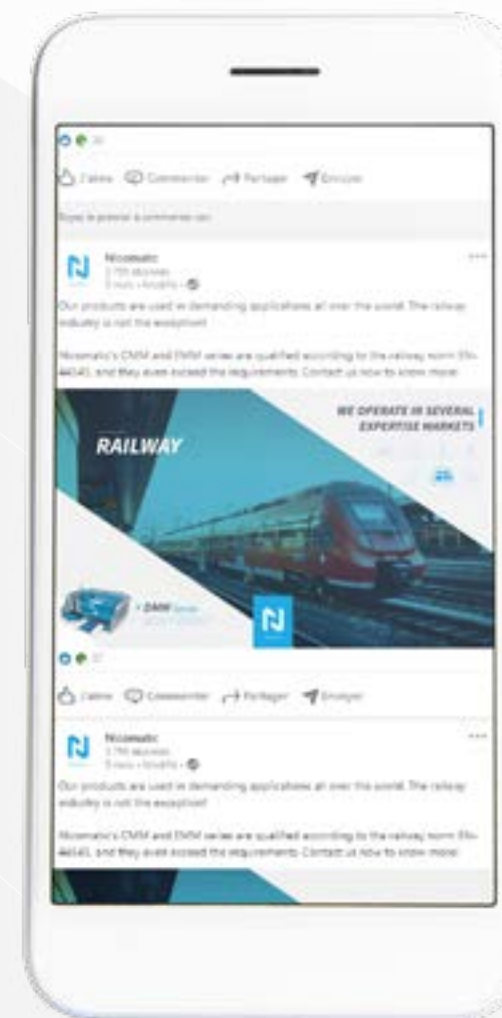 J'aime Commenter Partager Envoyer
Nicomatic
Our products are used in demanding applications all over the world. The railway
industry is not the exception!
Nicomatic's CMM and DMM series are qualified according to the railway norm EN-
and they even exceed the requirements. Contact us now to know more!
RAILWAY
WE OPERATE IN SEVERAL
EXPERTISE MARKETS
DMM Series
J'aime Commenter Partager Envoyer
Nicomatic
Our products are used in demanding applications all over the world. The railway
industry is not the exception!
Nicomatic's CMM and DMM series are qualified according to the railway norm EN-
and they even exceed the requirements. Contact us now to know more!